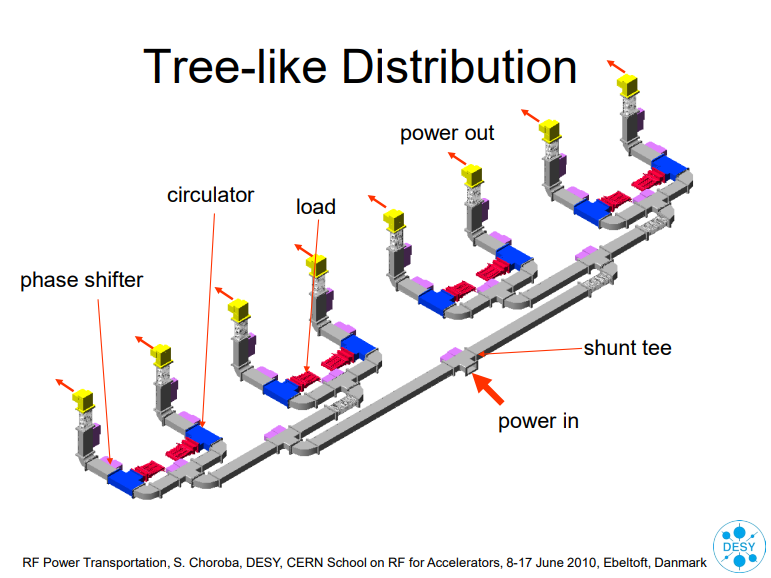 Tree-like Distribution
power out
circulator
load
phase shifter
shunt tee
power in
DESY
RF Power Transportation, S. Choroba, DESY, CERN School on RF for Accelerators, 8-17 June 2010, Ebeltoft, Danmark